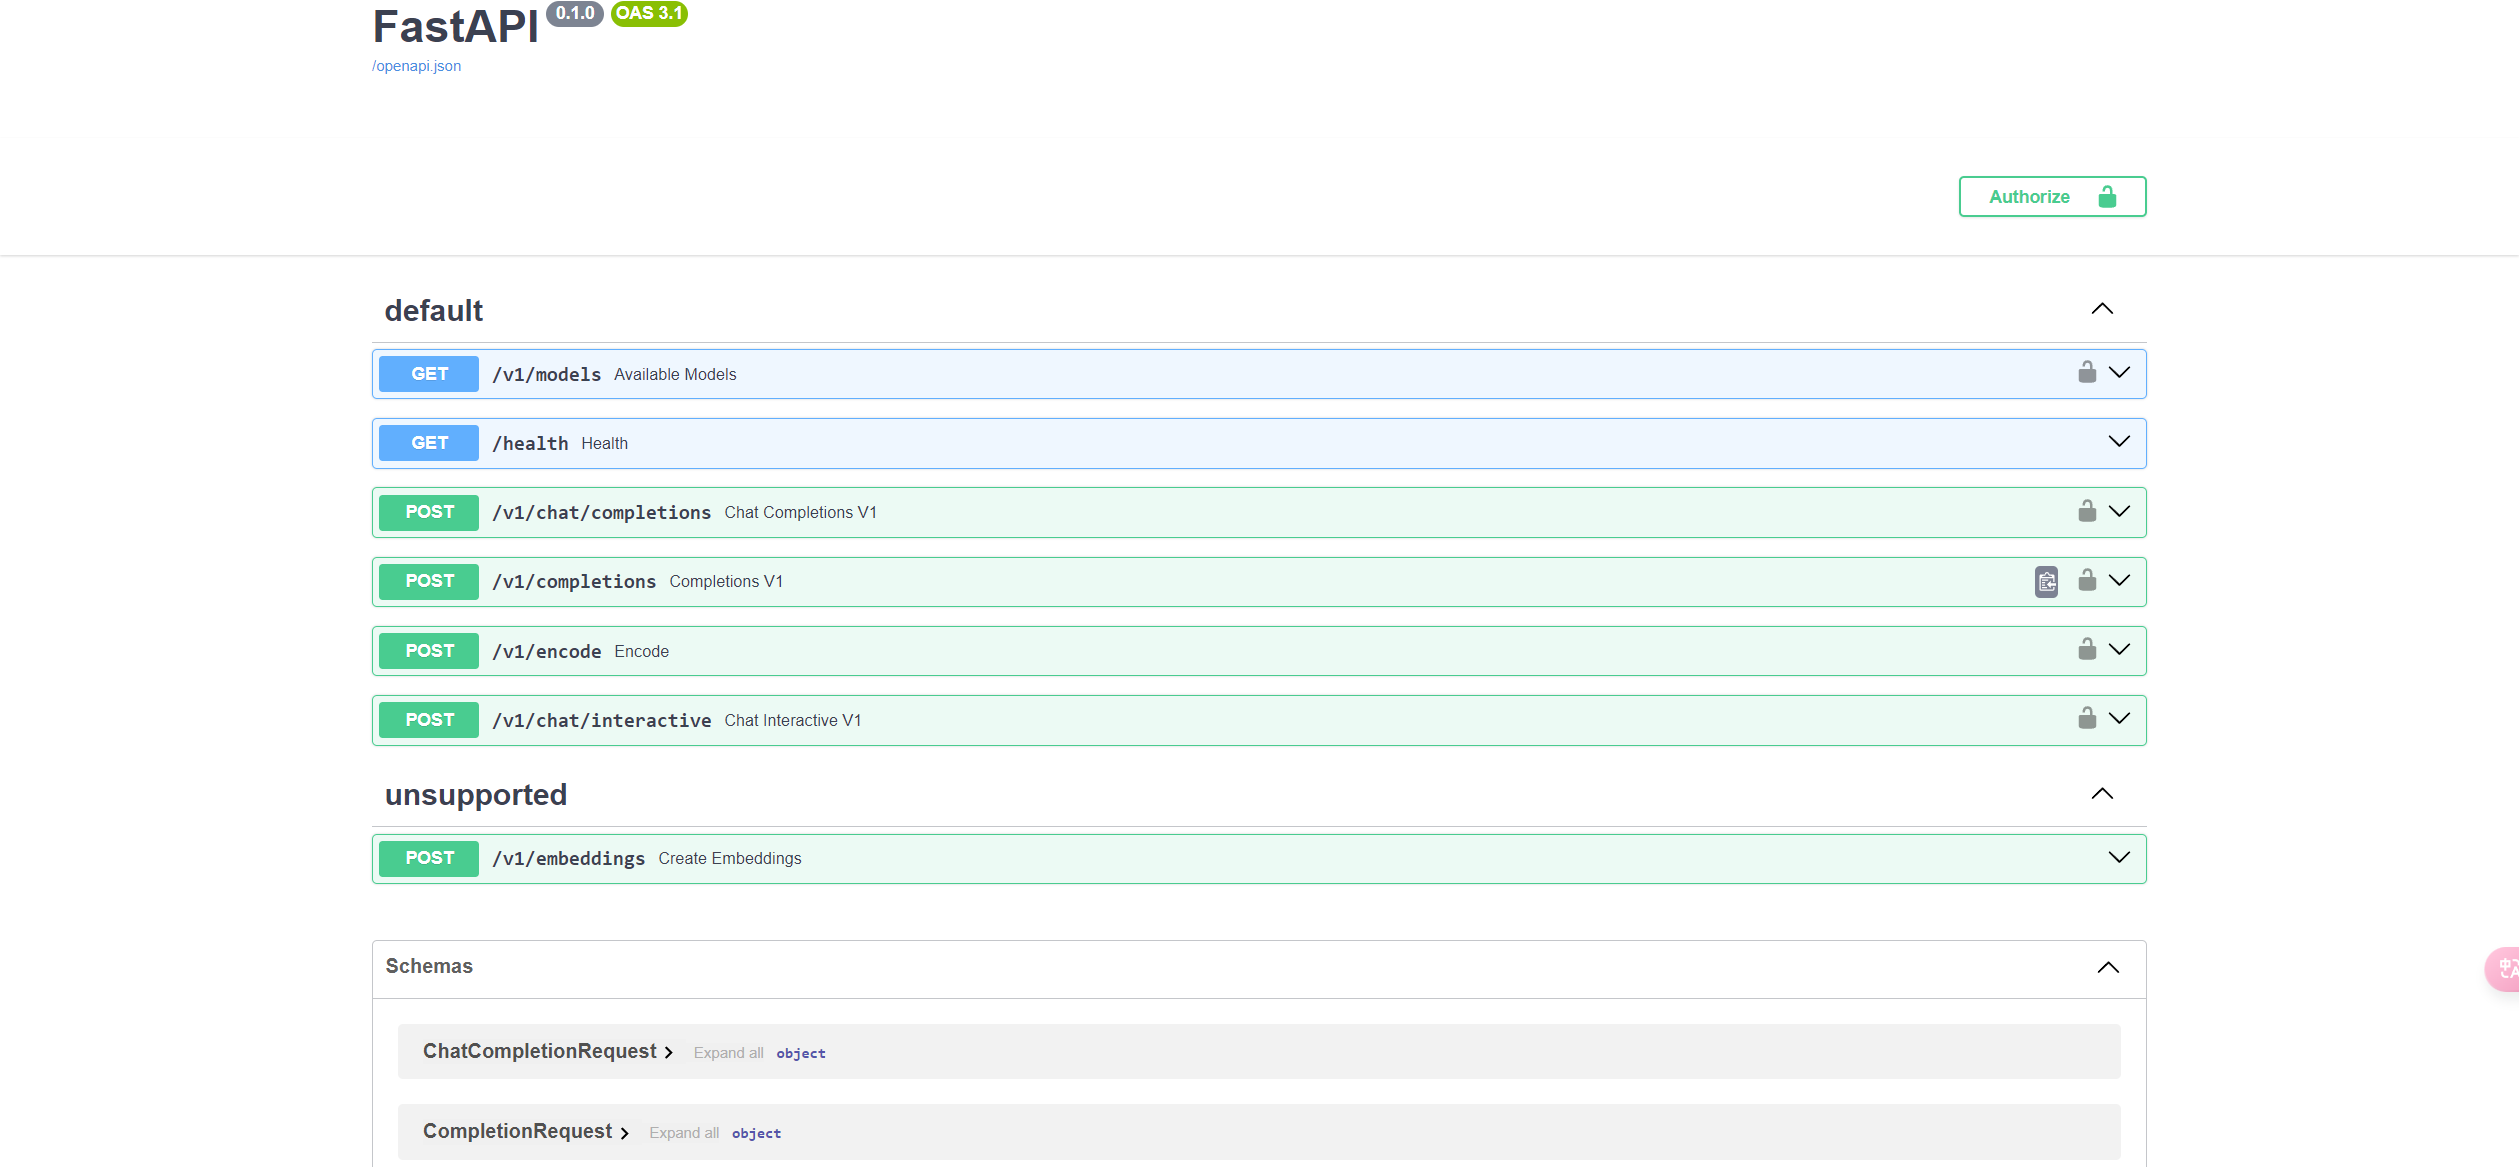 FastAPI 0.1.0 OAS 3.1
/openapi.json
Authorize
default
GET /v1/models Available Models
GET /health Health
POST /v1/chat/completions Chat Completions V1
POST /v1/completions Completions V1
POST /v1/encode Encode
POST /v1/chat/interactive Chat Interactive V1
unsupported
POST /v1/embeddings Create Embeddings
Schemas
ChatCompletionRequest Expand all object
CompletionRequest Expand all object